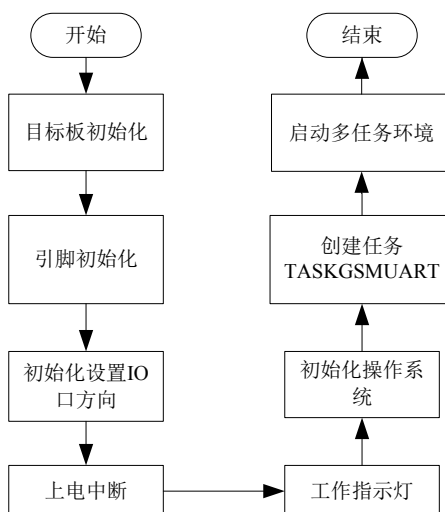 开始
目标板初始化
引脚初始化
初始化设置IO
口方向
上电中断
工作指示灯
初始化操作系
统
创建任务
TASKGSMUART
启动多任务环境
结束